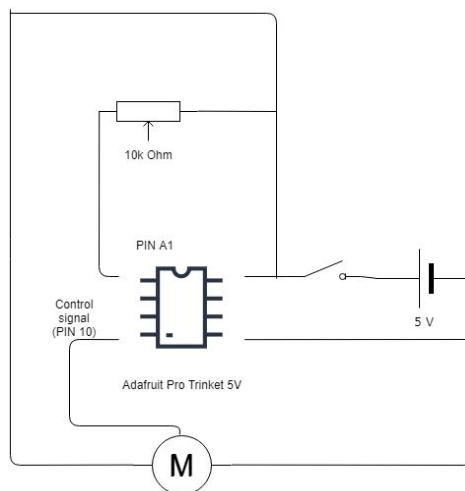 10k Ohm
PIN A1
Control
signal
(PIN 10)
5 V
Adafruit Pro Trinket 5V
M